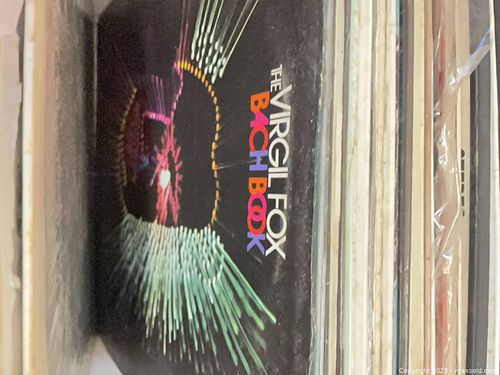 THE VIRGIL FOX
BACH BOOK
Copyright 2025 - maxsold.com